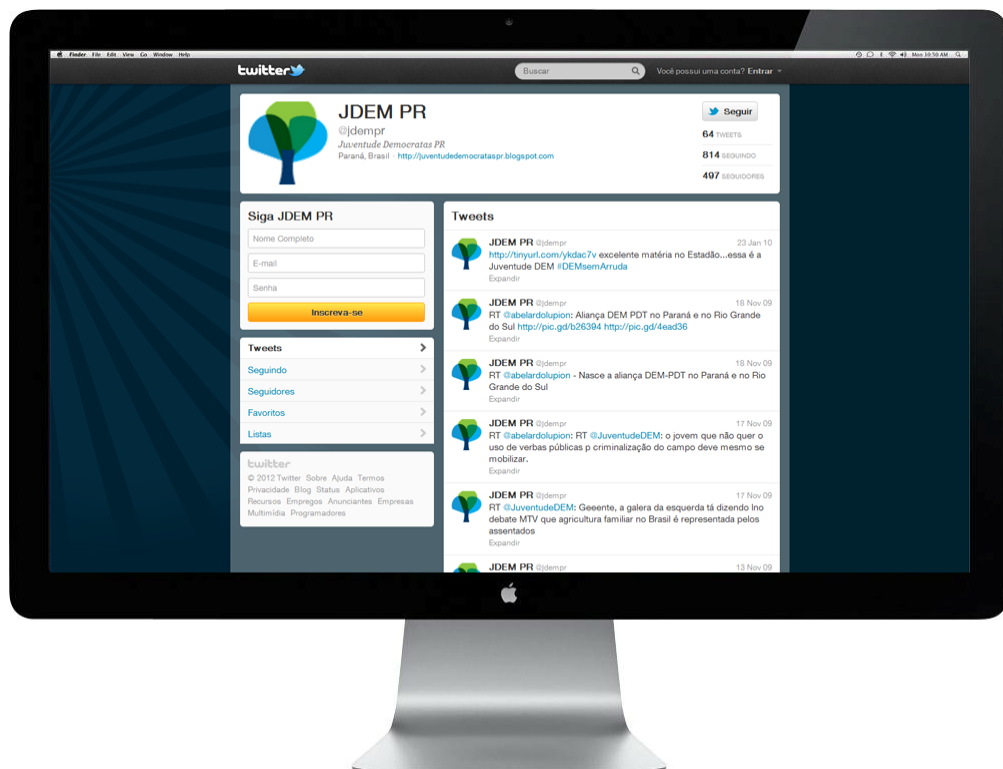 Finder File Edit View Go Window Help
Mon 10:50 AM
twitter
Buscar
Você possui uma conta? Entrar
JDEM PR
@jdempr
Juventude Democratas PR
Paraná, Brasil · http://juventudedemocrataspr.blogspot.com
Seguir
64 TWEETS
814 SEGUINDO
497 SEGUIDORES
Siga JDEM PR
Nome Completo
E-mail
Senha
Inscreva-se
Tweets
Seguindo
Seguidores
Favoritos
Listas
twitter
© 2012 Twitter Sobre Ajuda Termos
Privacidade Blog Status Aplicativos
Recursos Empregos Anunciantes Empresas
Multimídia Programadores
Tweets
JDEM PR @jdempr 23 Jan 10
http://tinyurl.com/ykdac7v excelente matéria no Estadão...essa é a
Juventude DEM #DEMsemArruda
Expandir
JDEM PR @jdempr 18 Nov 09
RT @abelardolupion: Aliança DEM PDT no Paraná e no Rio Grande
do Sul http://pic.gd/b26394 http://pic.gd/4ead36
Expandir
JDEM PR @jdempr 18 Nov 09
RT @abelardolupion - Nasce a aliança DEM-PDT no Paraná e no Rio
Grande do Sul
Expandir
JDEM PR @jdempr 17 Nov 09
RT @abelardolupion: RT @JuventudeDEM: o jovem que não quer o
uso de verbas públicas p criminalização do campo deve mesmo se
mobilizar.
Expandir
JDEM PR @jdempr 17 Nov 09
RT @JuventudeDEM: Geeente, a galera da esquerda tá dizendo lno
debate MTV que agricultura familiar no Brasil é representada pelos
assentados
Expandir
JDEM PR @jdempr 13 Nov 09